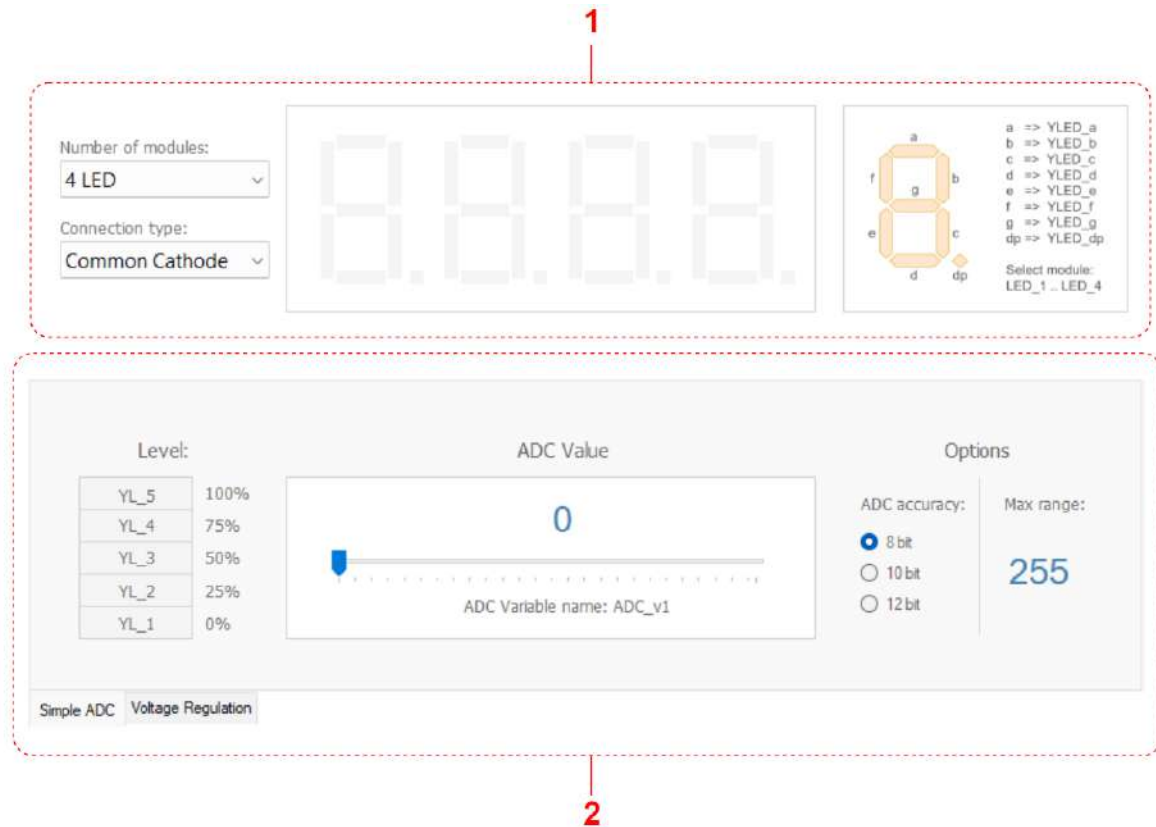 1
Number of modules:
4 LED
Connection type:
Common Cathode
a
f
b
g
e
c
d
dp
a => YLED_a
b => YLED_b
c => YLED_c
d => YLED_d
e => YLED_e
f => YLED_f
g => YLED_g
dp => YLED_dp
Select module:
LED_1 .. LED_4
Level:
YL_5 100%
YL_4 75%
YL_3 50%
YL_2 25%
YL_1 0%
ADC Value
0
ADC Variable name: ADC_v1
Options
ADC accuracy:
8 bit
10 bit
12 bit
Max range:
255
Simple ADC
Voltage Regulation
2